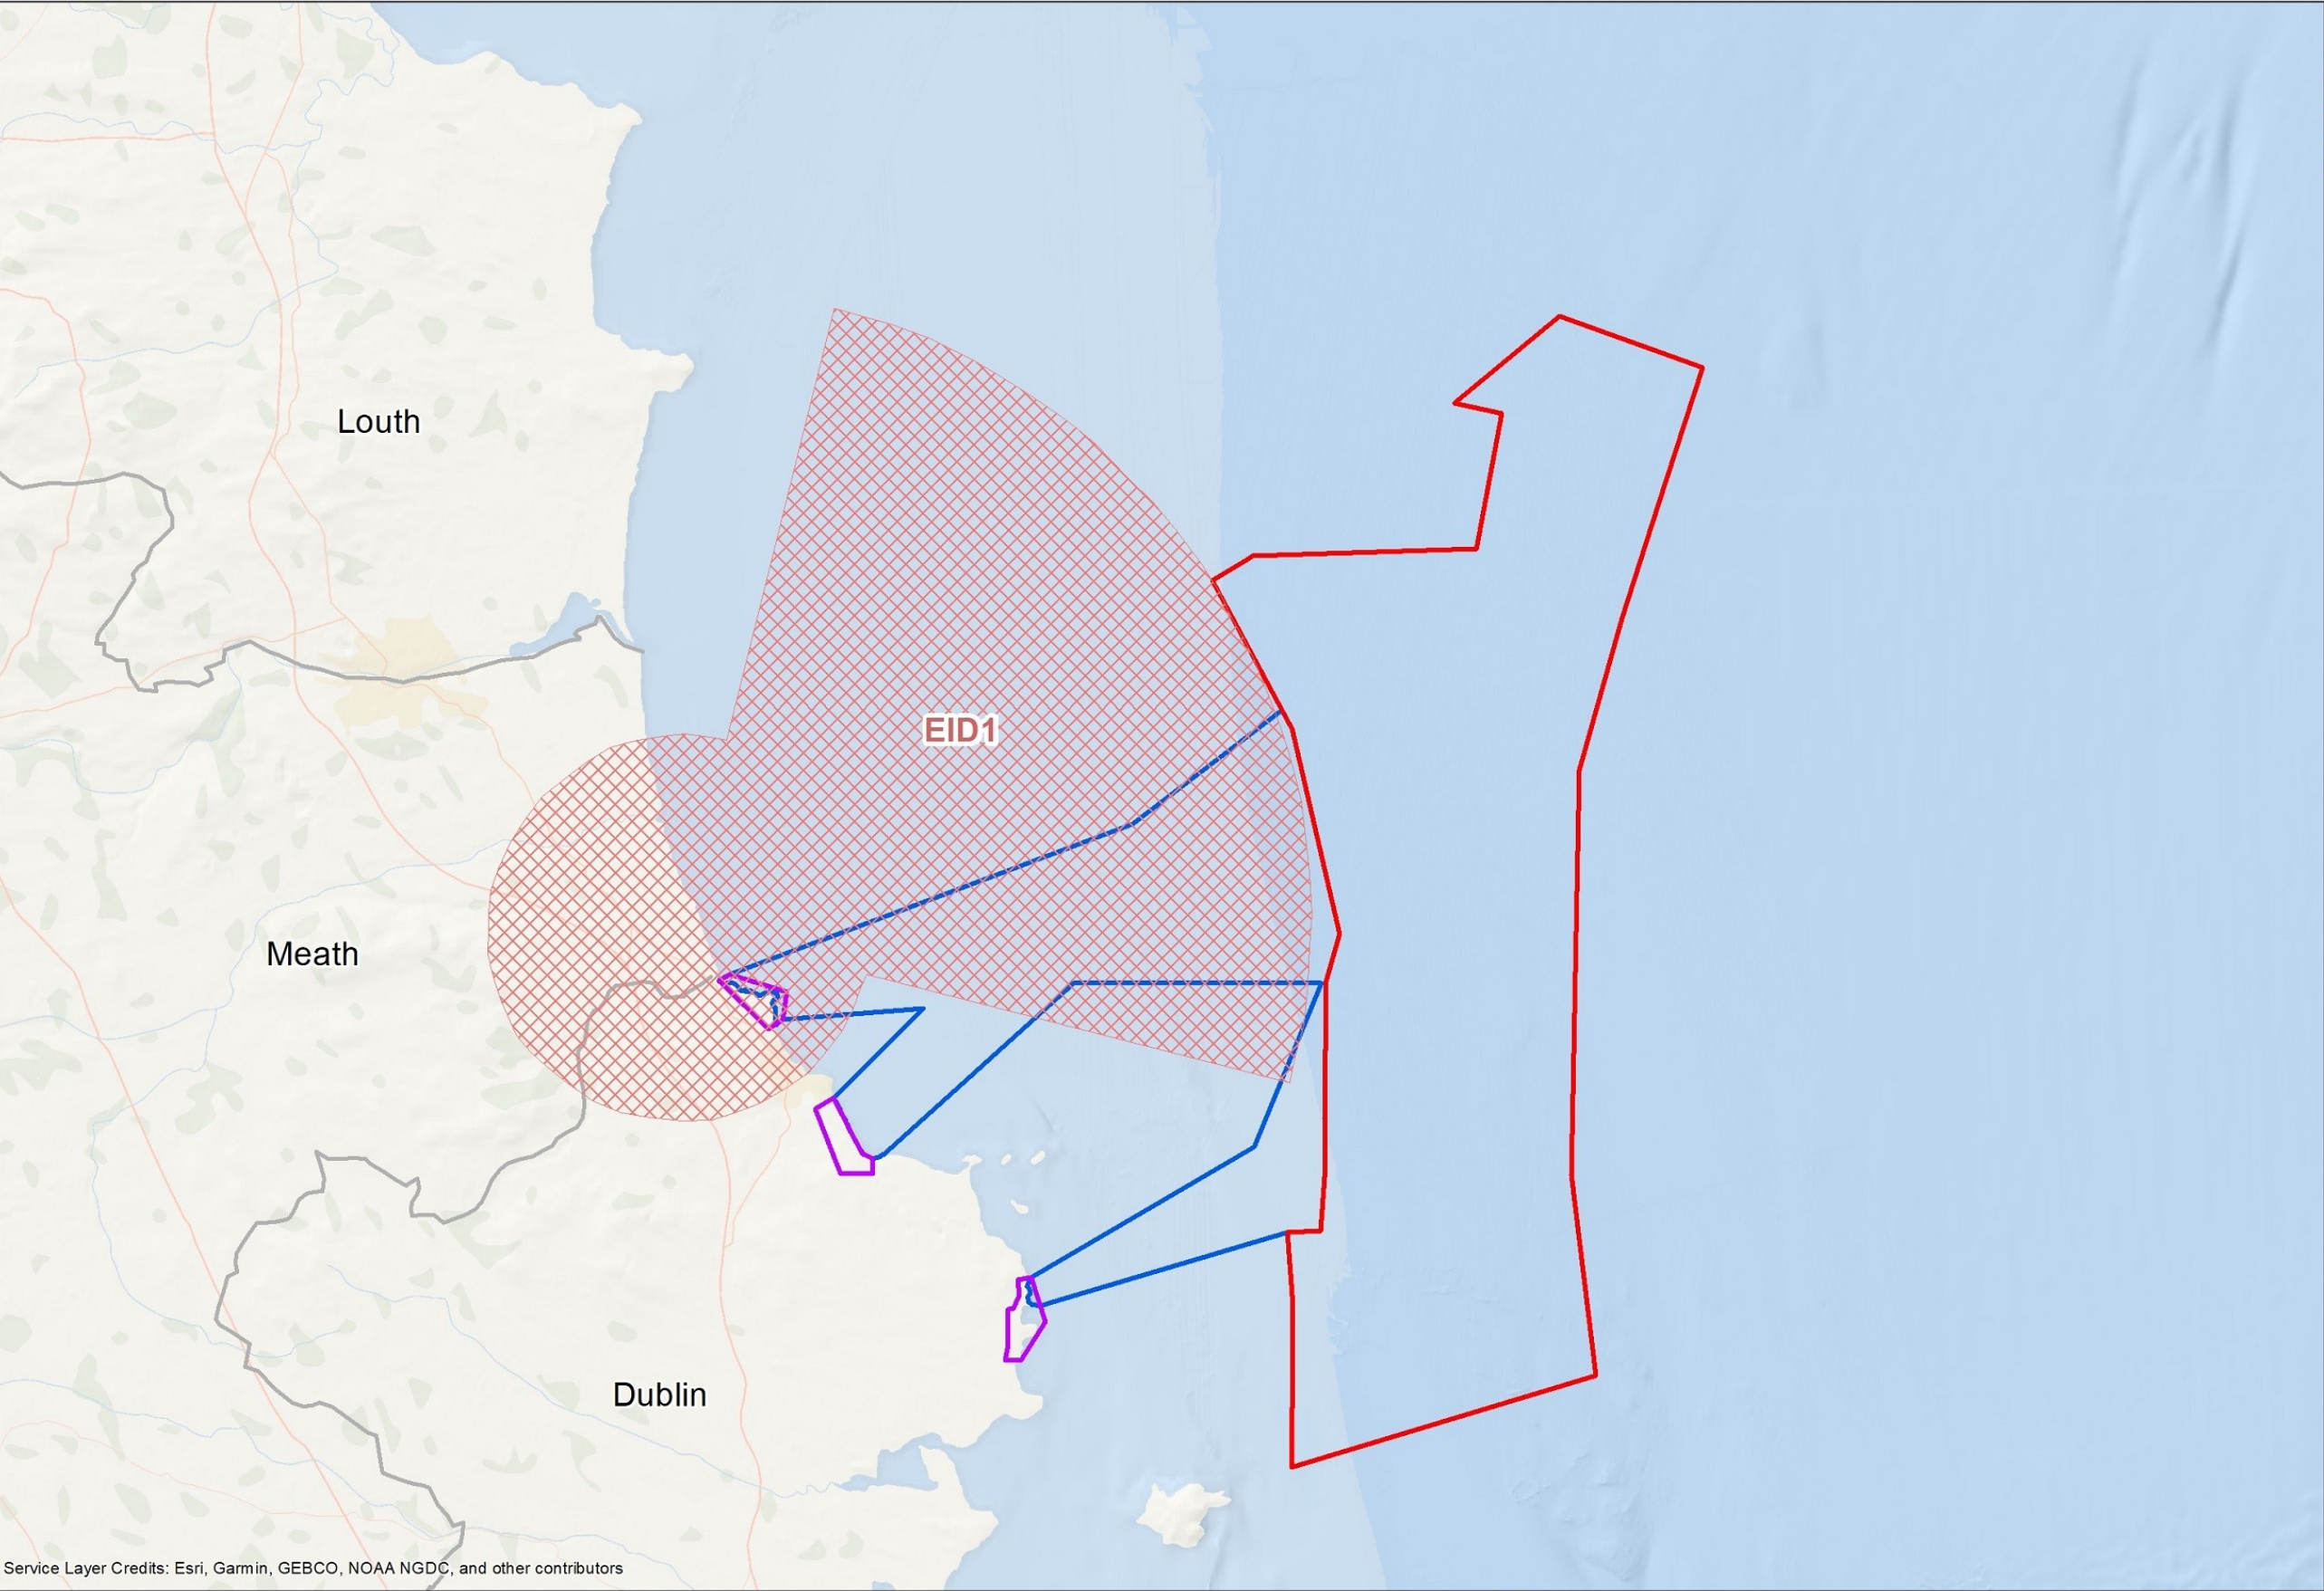 Louth
EID1
Meath
Dublin
Service Layer Credits: Esri, Garmin, GEBCO, NOAA NGDC, and other contributors